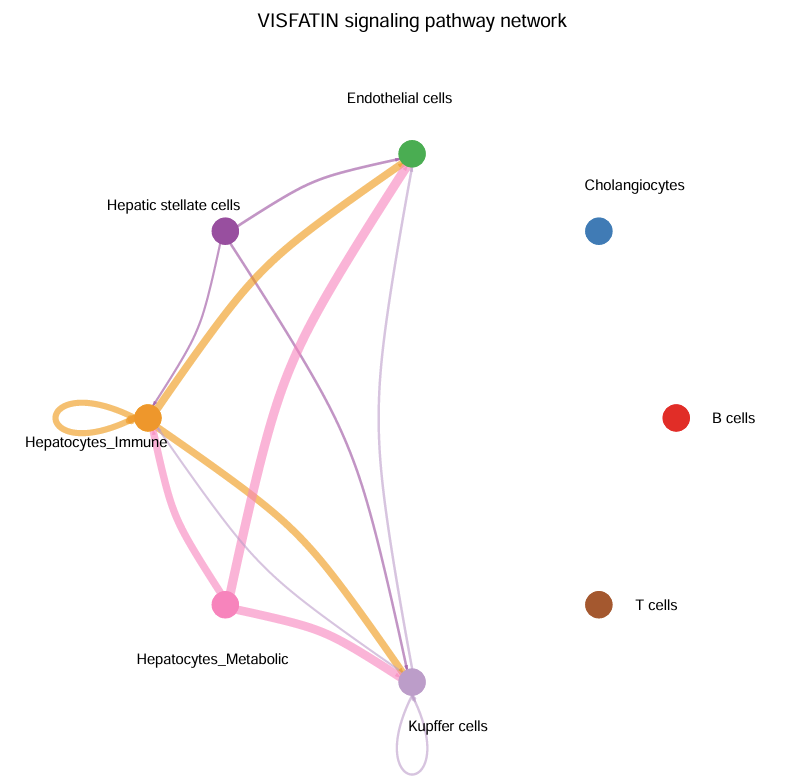 VISFATIN signaling pathway network
Endothelial cells
Cholangiocytes
Hepatic stellate cells
B cells
Hepatocytes_Immune
T cells
Hepatocytes_Metabolic
Kupffer cells